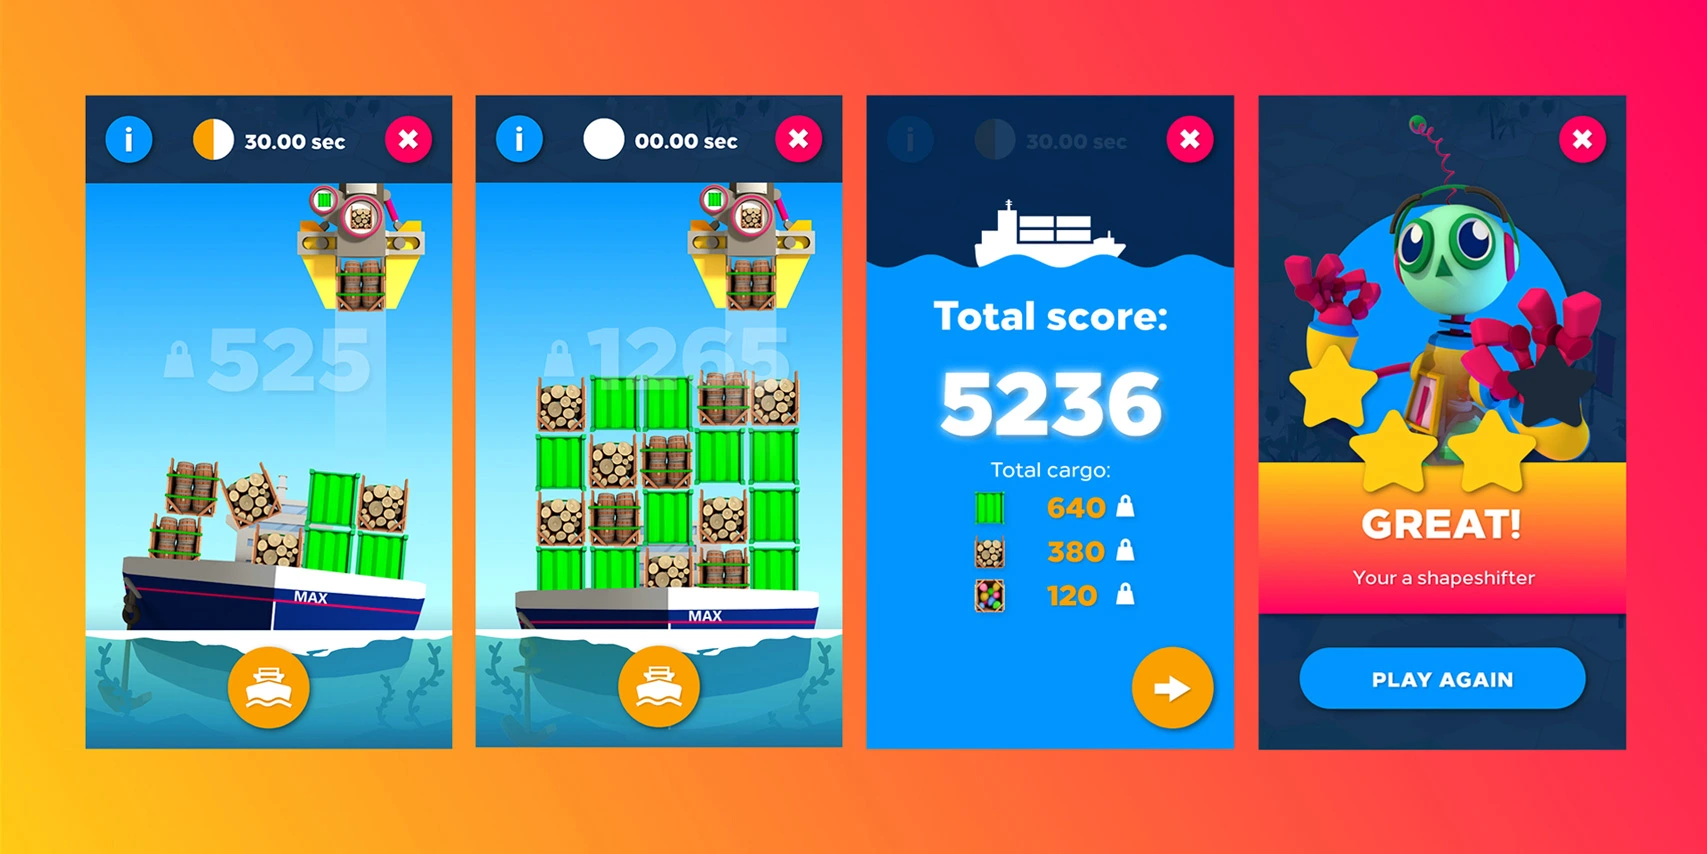 i 30.00 sec
525
MAX
i 00.00 sec
1265
MAX
i 30.00 sec
Total score:
5236
Total cargo:
640
380
120
GREAT!
Your a shapeshifter
PLAY AGAIN